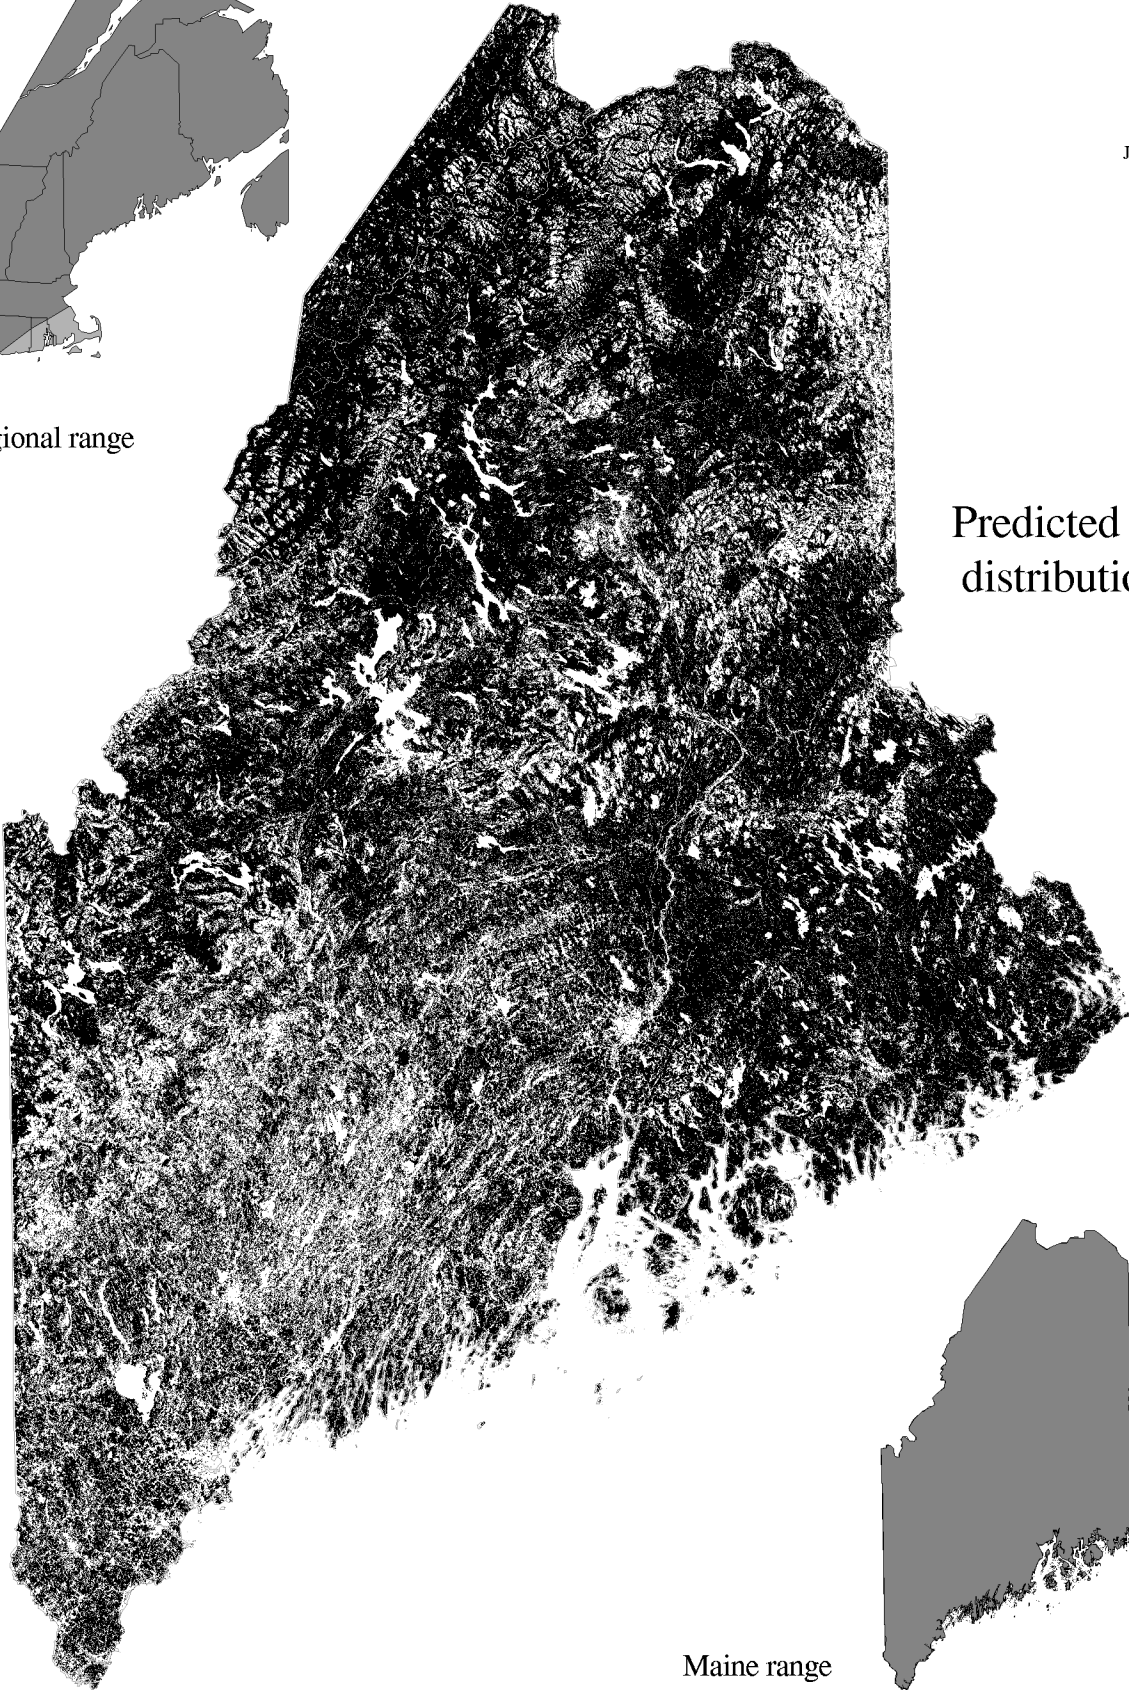 J
gional range
Predicted
distributio
Maine range